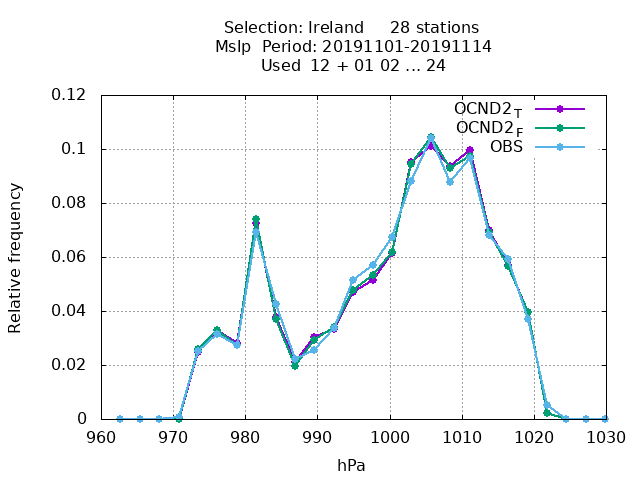 Selection: Ireland 28 stations
Mslp Period: 20191101-20191114
Used 12 + 01 02 ... 24
0.12
0.1
0.08
0.06
0.04
0.02
0
Relative frequency
OCND2_T
OCND2_F
OBS
960 970 980 990 1000 1010 1020 1030
hPa